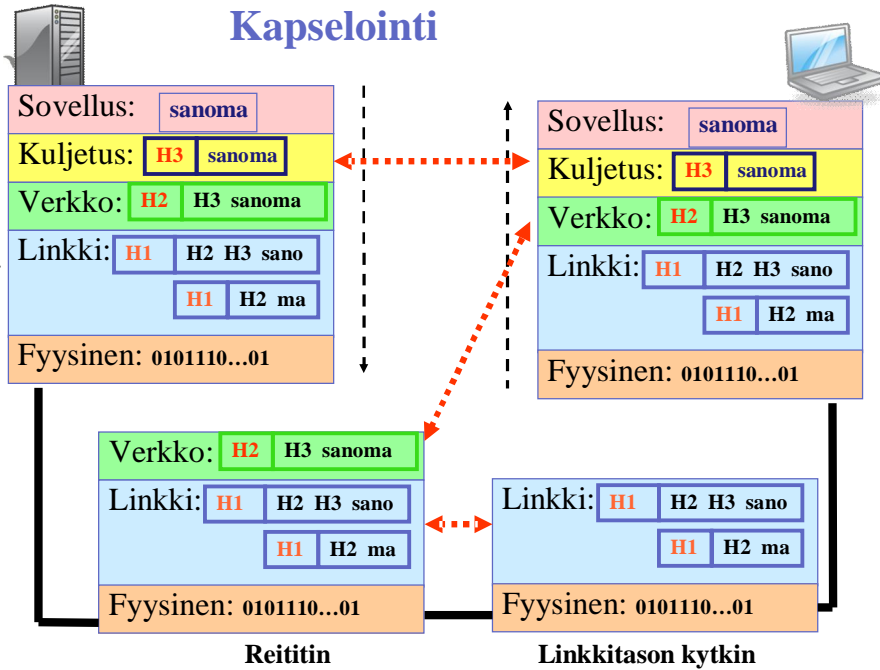 Kapselointi
Sovellus: sanoma
Kuljetus: H3 sanoma
Verkko: H2 H3 sanoma
Linkki: H1 H2 H3 sano
H1 H2 ma
Fyysinen: 0101110...01
Sovellus: sanoma
Kuljetus: H3 sanoma
Verkko: H2 H3 sanoma
Linkki: H1 H2 H3 sano
H1 H2 ma
Fyysinen: 0101110...01
Verkko: H2 H3 sanoma
Linkki: H1 H2 H3 sano
H1 H2 ma
Fyysinen: 0101110...01
Reititin
Linkki: H1 H2 H3 sano
H1 H2 ma
Fyysinen: 0101110...01
Linkkitason kytkin